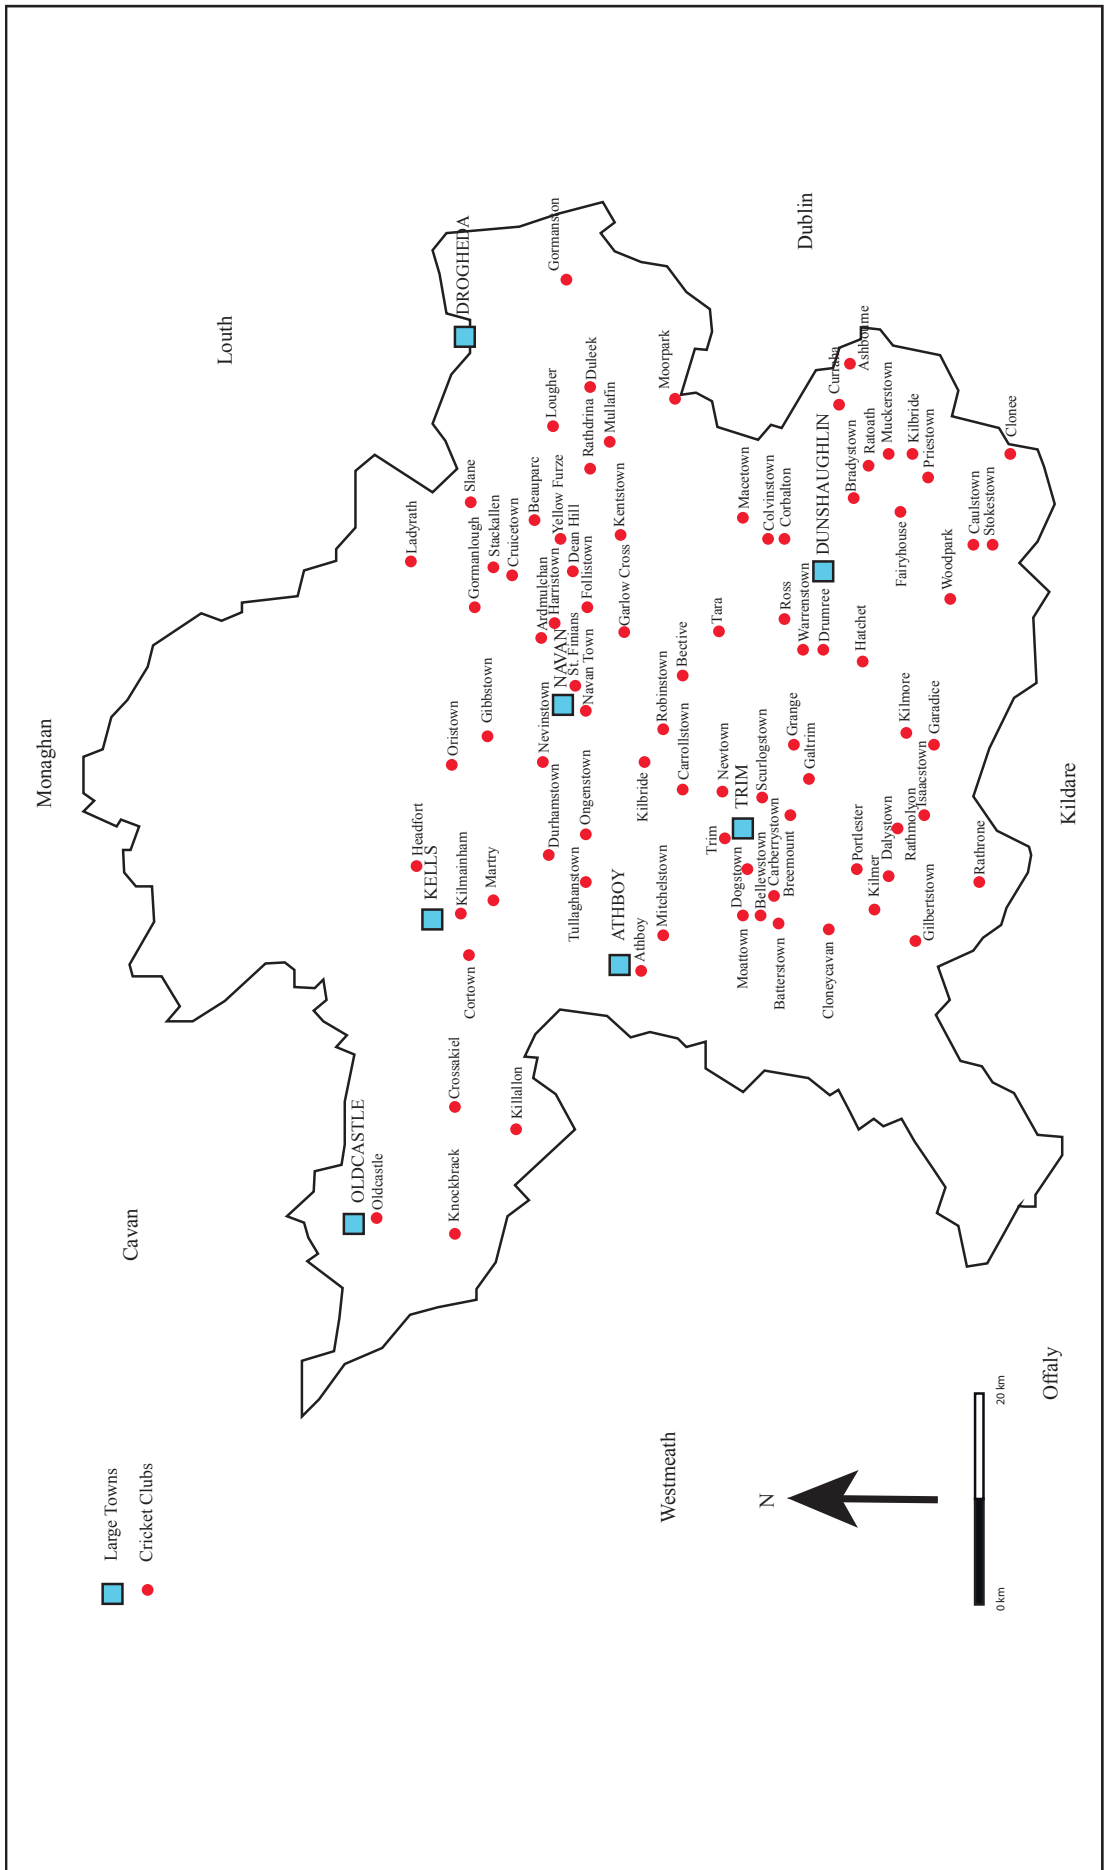 Large Towns
Cricket Clubs
Monaghan
Cavan
Louth
Dublin
Kildare
Offaly
Westmeath
N
0 km
20 km
OLDCASTLE
Oldcastle
Knockbrack
Crossakiel
Killallon
Headfort
KELLS
Kilmainham
Cortown
Martry
Oristown
Gibbstown
Ladyrath
Gormanlough
Slane
Stackallen
Cruicetown
DROGHEDA
Gormanston
Beauparc
Lougher
Yellow Furze
Dean Hill
Rathdrina
Duleek
Mullafin
Kentstown
Ardmulchan
Harristown
Follistown
Garlow Cross
NAVAN
St. Finians
Navan Town
Nevinstown
Durhamstown
Ongenstown
Tullaghanstown
ATHBOY
Athboy
Mitchelstown
Kilbride
Robinstown
Bective
Carrollstown
Moorpark
Tara
Macetown
Colvinstown
Corbalton
Ross
Warrenstown
Drumree
DUNSHAUGHLIN
Hatchet
Newtown
TRIM
Trim
Scurlogstown
Grange
Galtrim
Dogstown
Moattown
Bellewstown
Carberrystown
Breemount
Batterstown
Cloneycavan
Portlester
Kilmer
Dalystown
Rathmolyon
Isaacstown
Gilbertstown
Rathrone
Kilmore
Garadice
Woodpark
Curraha
Ashbourne
Bradystown
Ratoath
Muckerstown
Kilbride
Priestown
Fairyhouse
Caulstown
Stokestown
Clonee